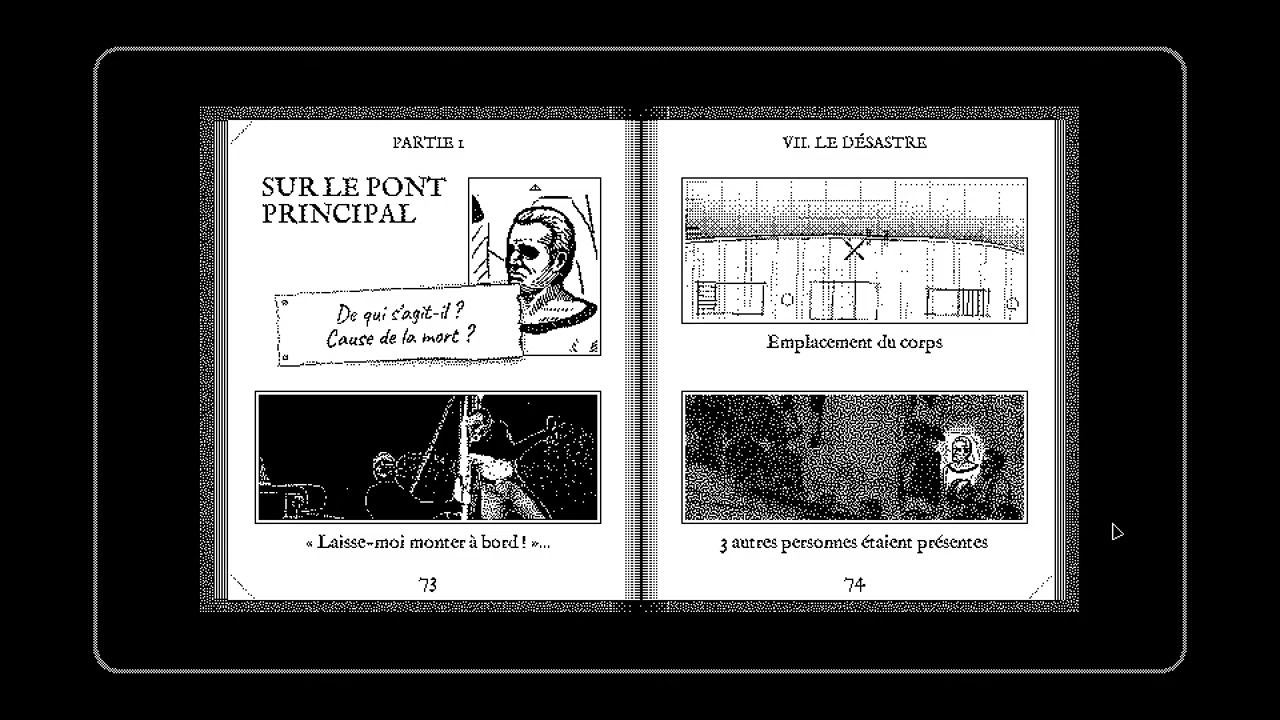 PARTIE 1
SUR LE PONT
PRINCIPAL
De qui s'agit-il ?
Cause de la mort ?
« Laisse-moi monter à bord ! »...
73
VII. LE DÉSASTRE
Emplacement du corps
3 autres personnes étaient présentes
74